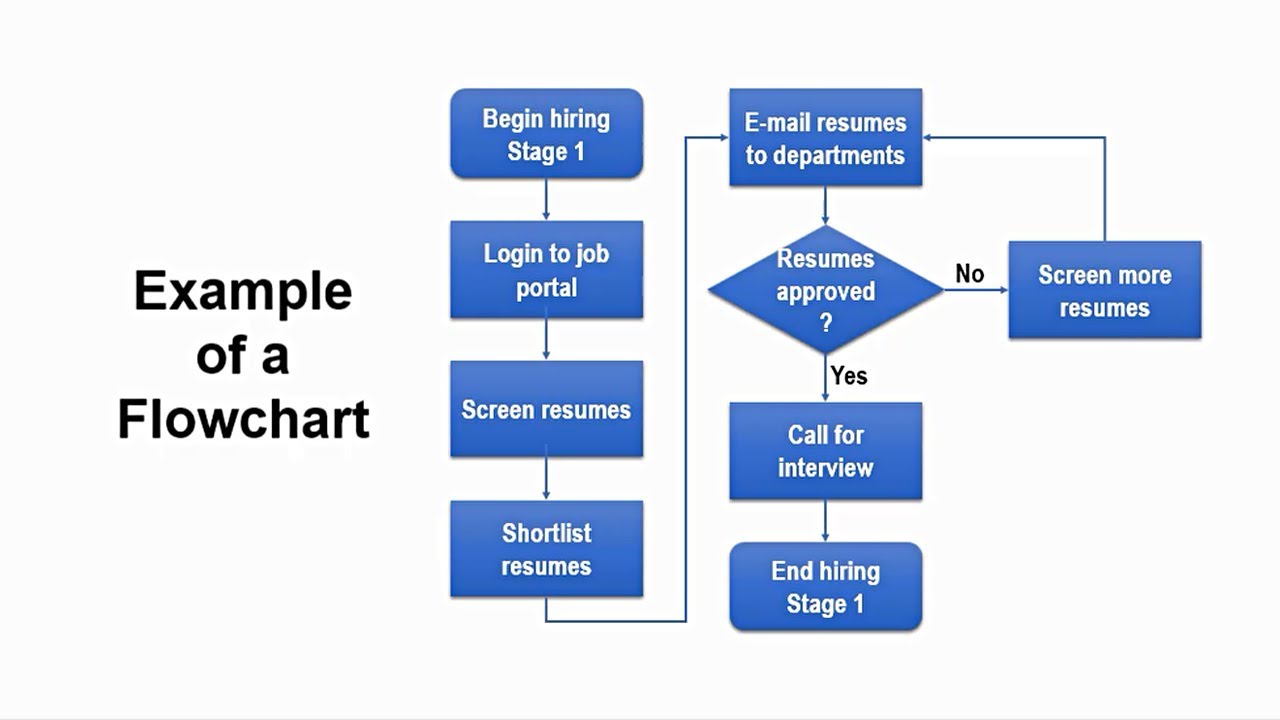 Example
of a
Flowchart
Begin hiring
Stage 1
Login to job
portal
Screen resumes
Shortlist
resumes
E-mail resumes
to departments
Resumes
approved
?
No
Screen more
resumes
Yes
Call for
interview
End hiring
Stage 1